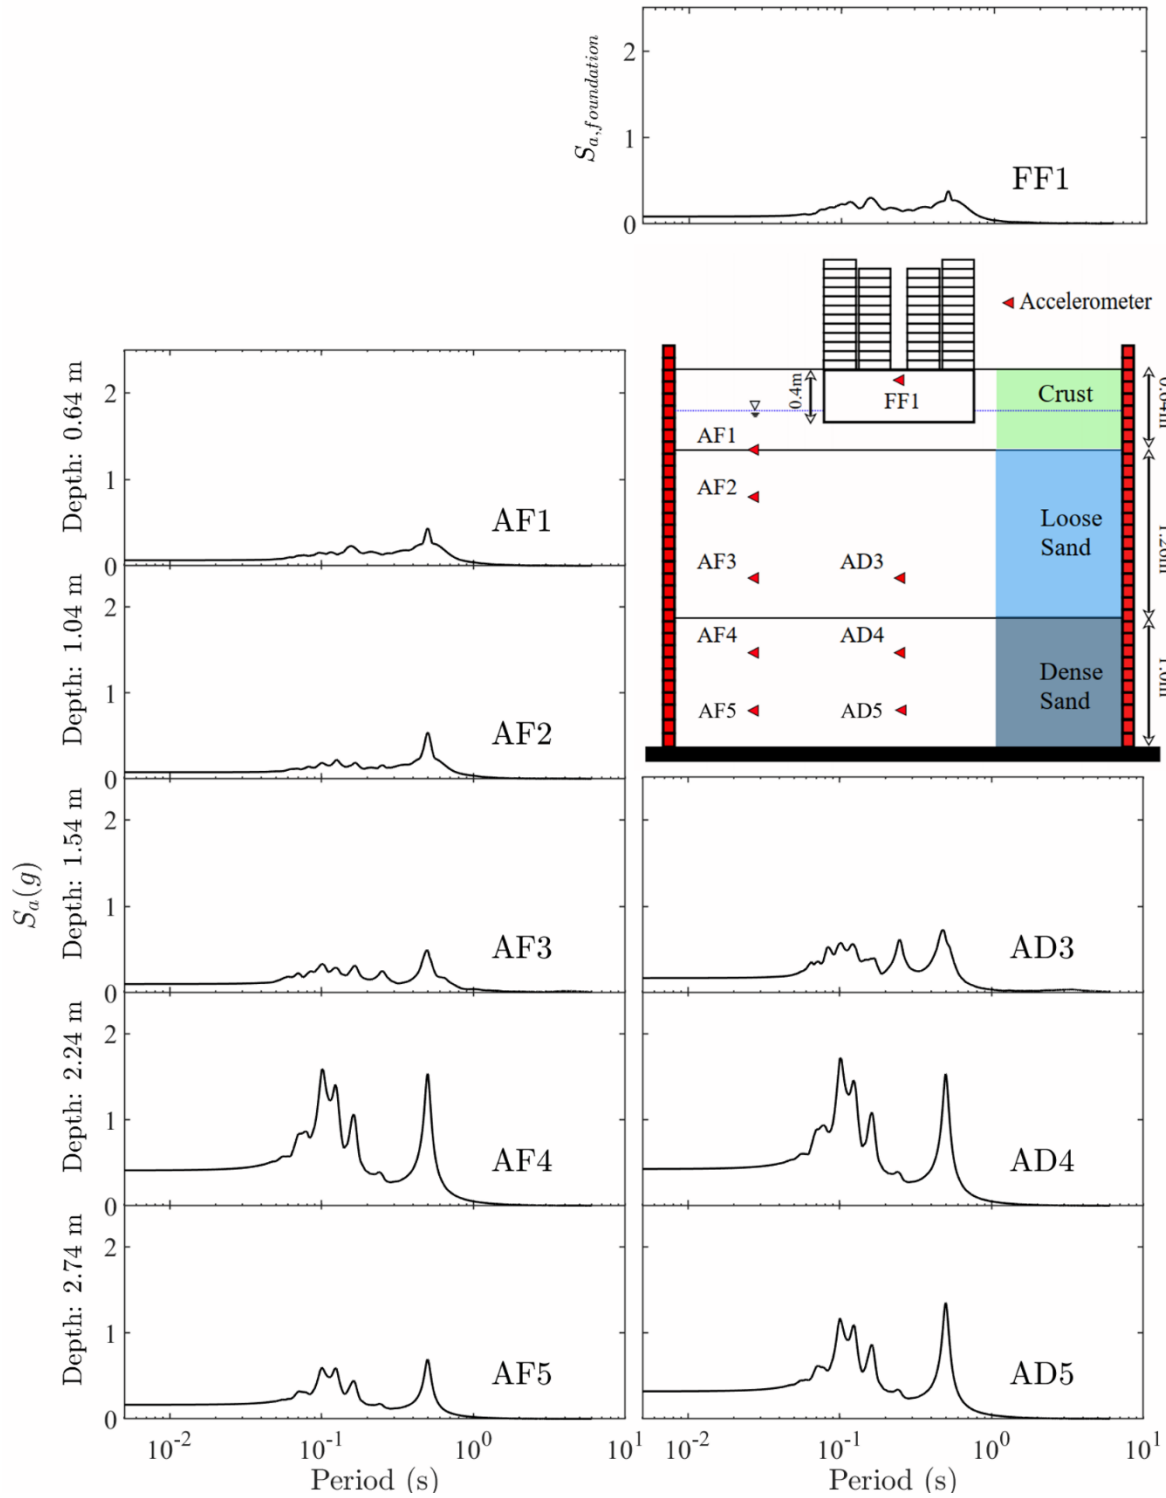 S_{a,foundation}
2
1
0
FF1
Accelerometer
0.4m
FF1
Crust
AF1
AF2
Loose
Sand
AF3
AD3
AF4
AD4
Dense
Sand
AF5
AD5
S_a(g)
Depth: 0.64 m
2
1
0
AF1
Depth: 1.04 m
2
1
0
AF2
Depth: 1.54 m
2
1
0
AF3
AD3
Depth: 2.24 m
2
1
0
AF4
AD4
Depth: 2.74 m
2
1
0
AF5
AD5
10^{-2} 10^{-1} 10^{0} 10^{1}
Period (s)
10^{-2} 10^{-1} 10^{0} 10^{1}
Period (s)